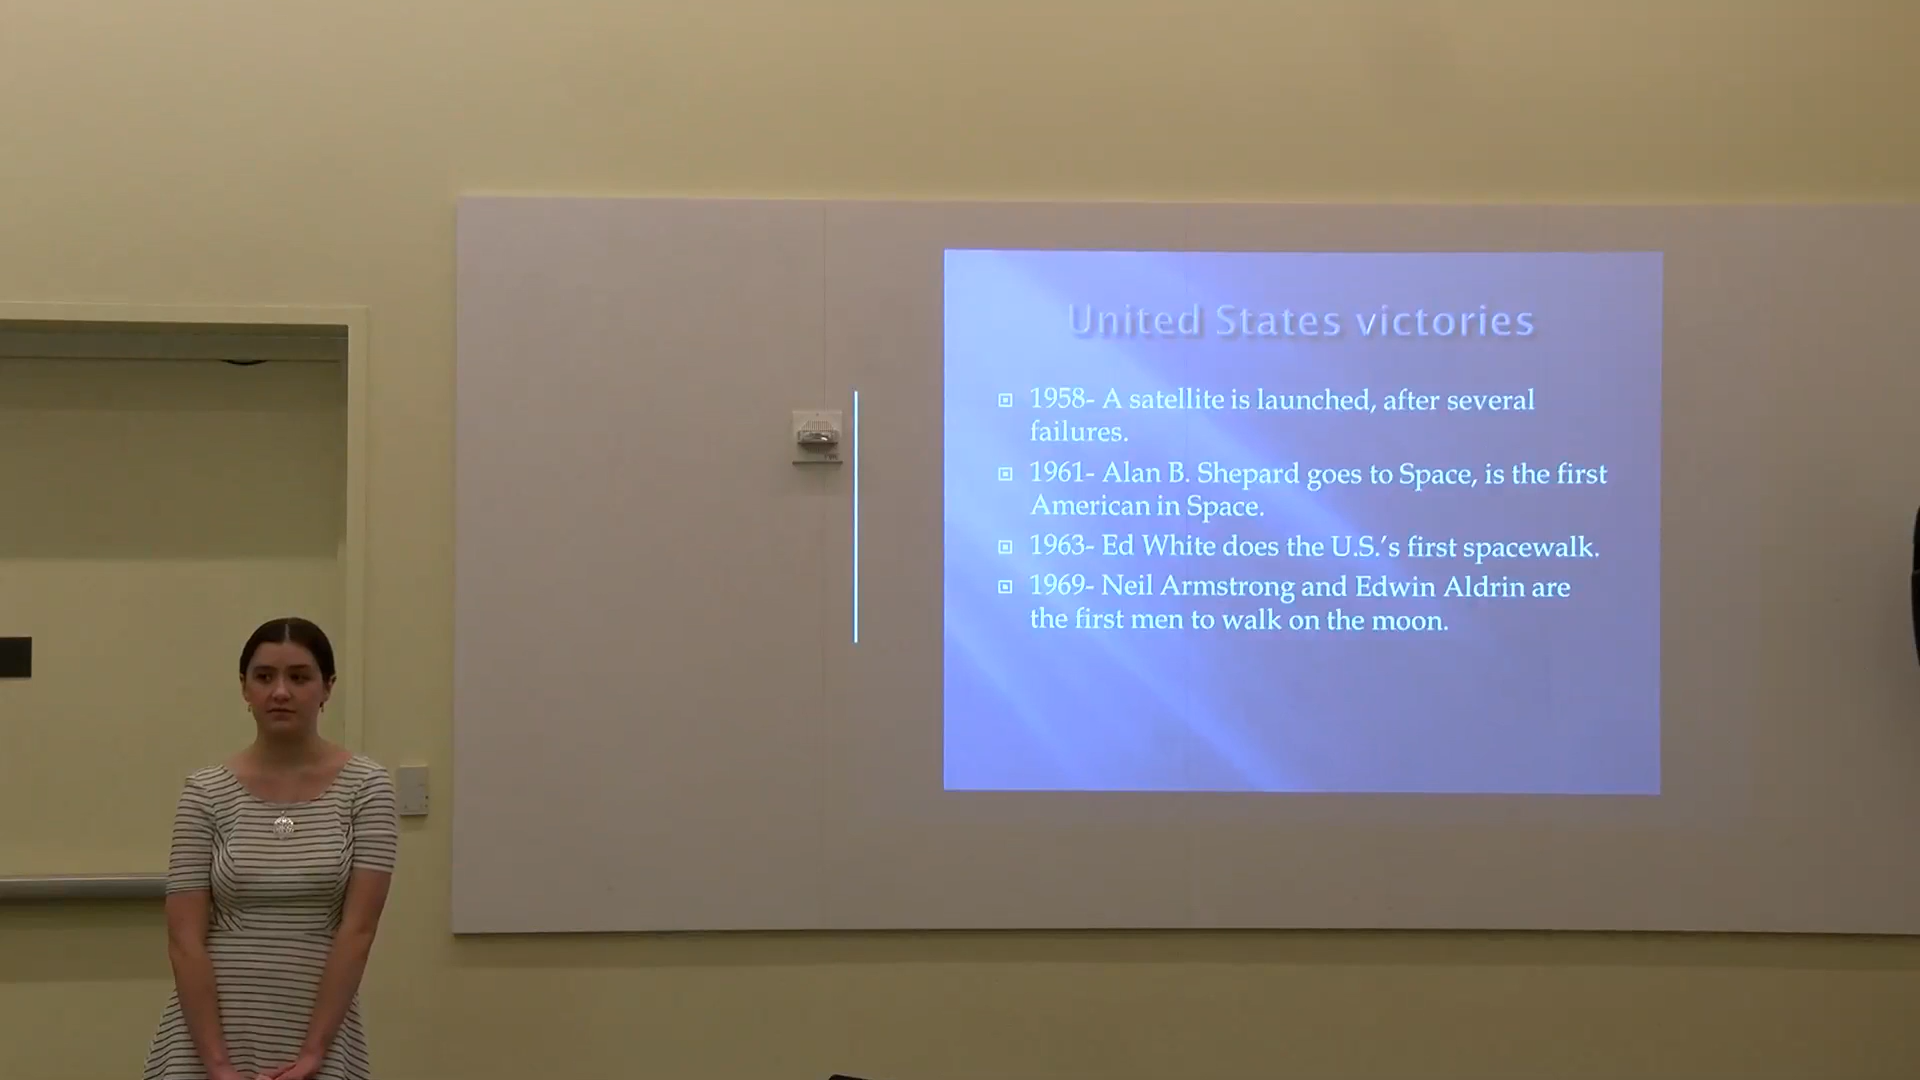 United States victories
1958- A satellite is launched, after several
failures.
1961- Alan B. Shepard goes to Space, is the first
American in Space.
1963- Ed White does the U.S.'s first spacewalk.
1969- Neil Armstrong and Edwin Aldrin are
the first men to walk on the moon.